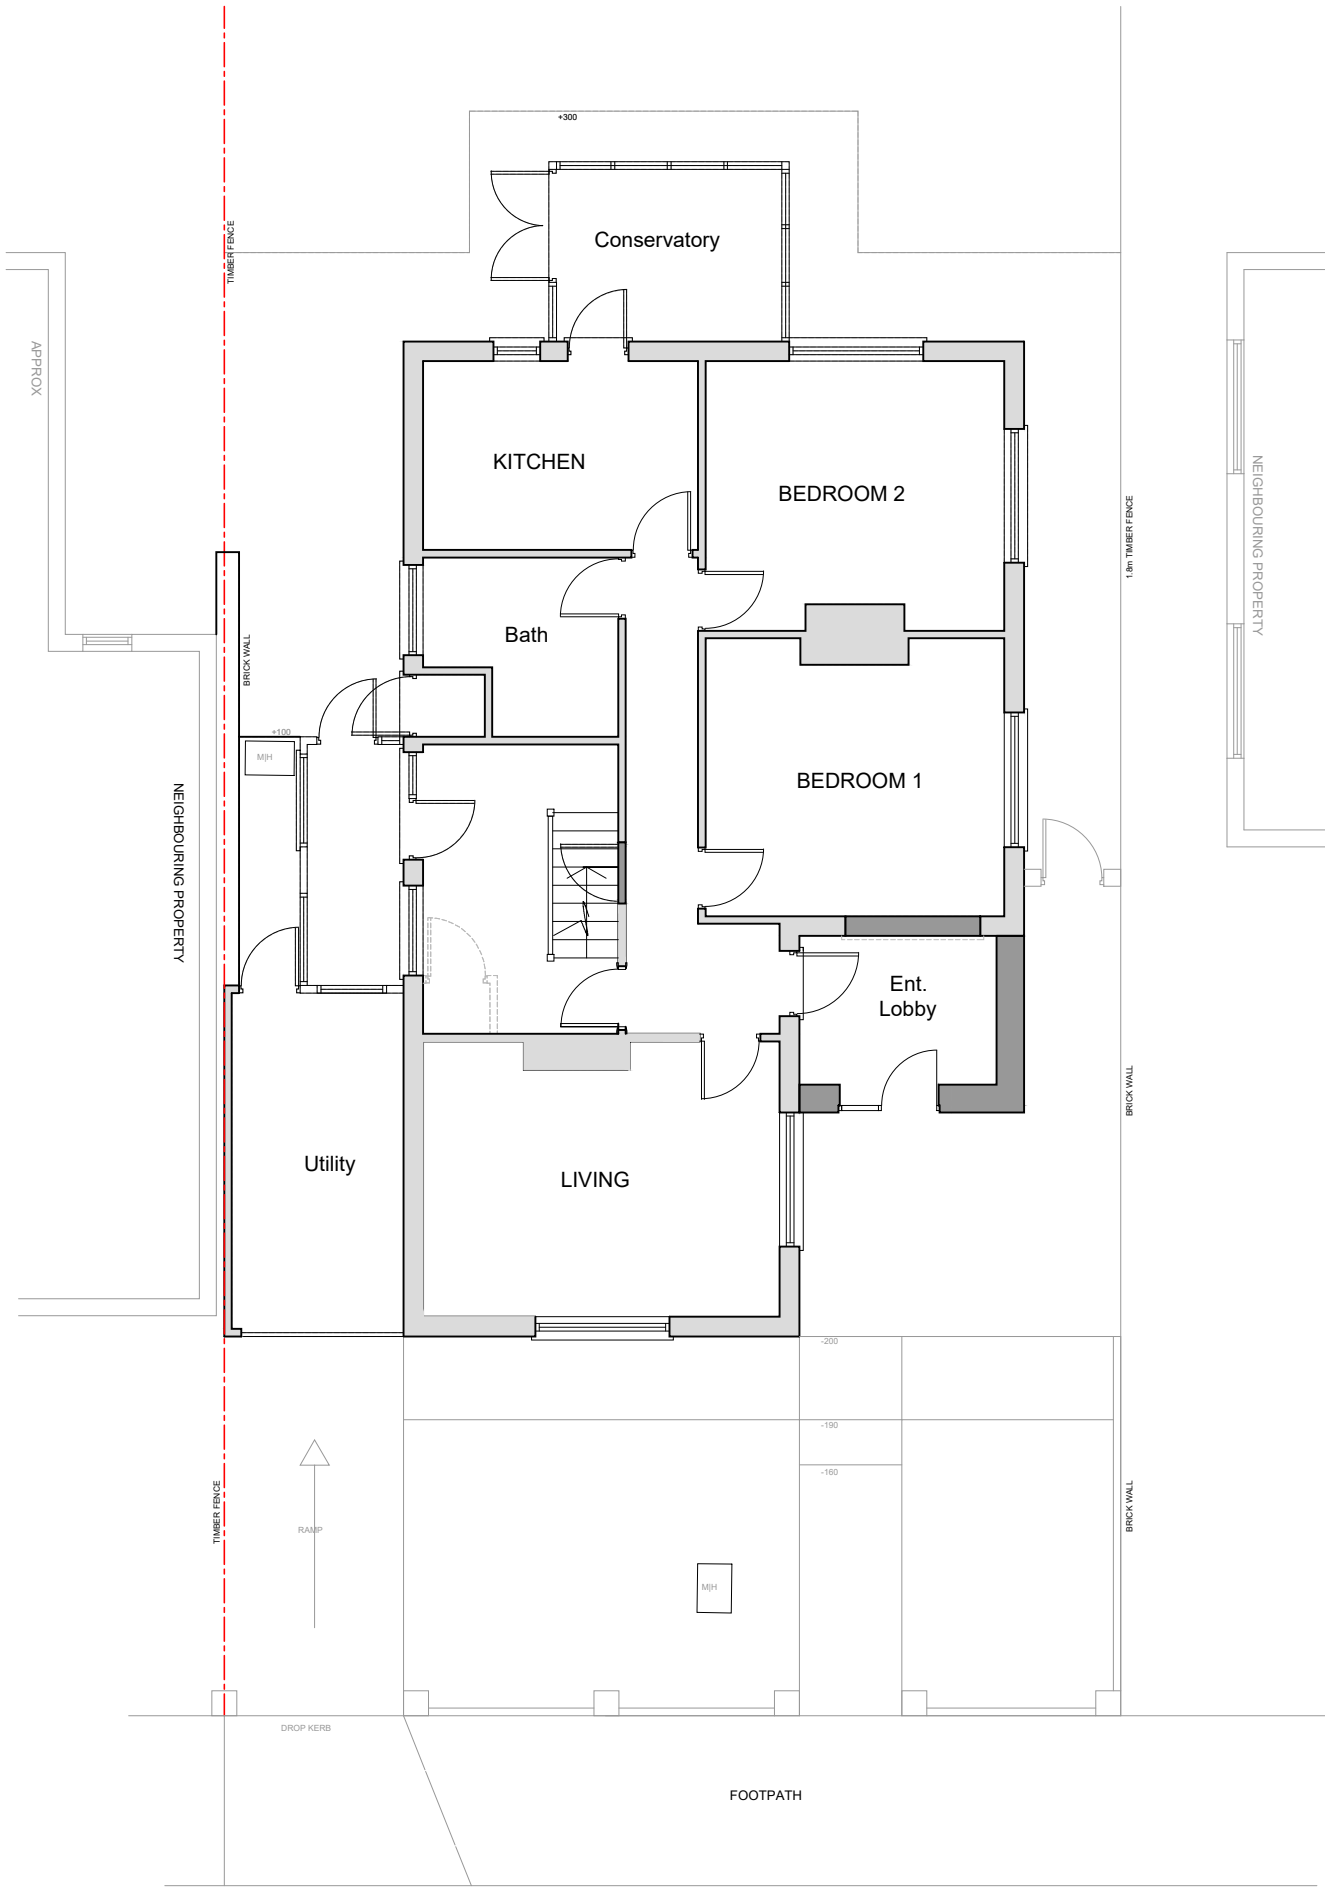 +300
TIMBER FENCE
Conservatory
APPROX
KITCHEN
BEDROOM 2
NEIGHBOURING PROPERTY
1.8m TIMBER FENCE
Bath
BRICK WALL
+100
M|H
NEIGHBOURING PROPERTY
BEDROOM 1
Ent.
Lobby
BRICK WALL
Utility
LIVING
-200
-190
-160
TIMBER FENCE
RAMP
BRICK WALL
M|H
DROP KERB
FOOTPATH